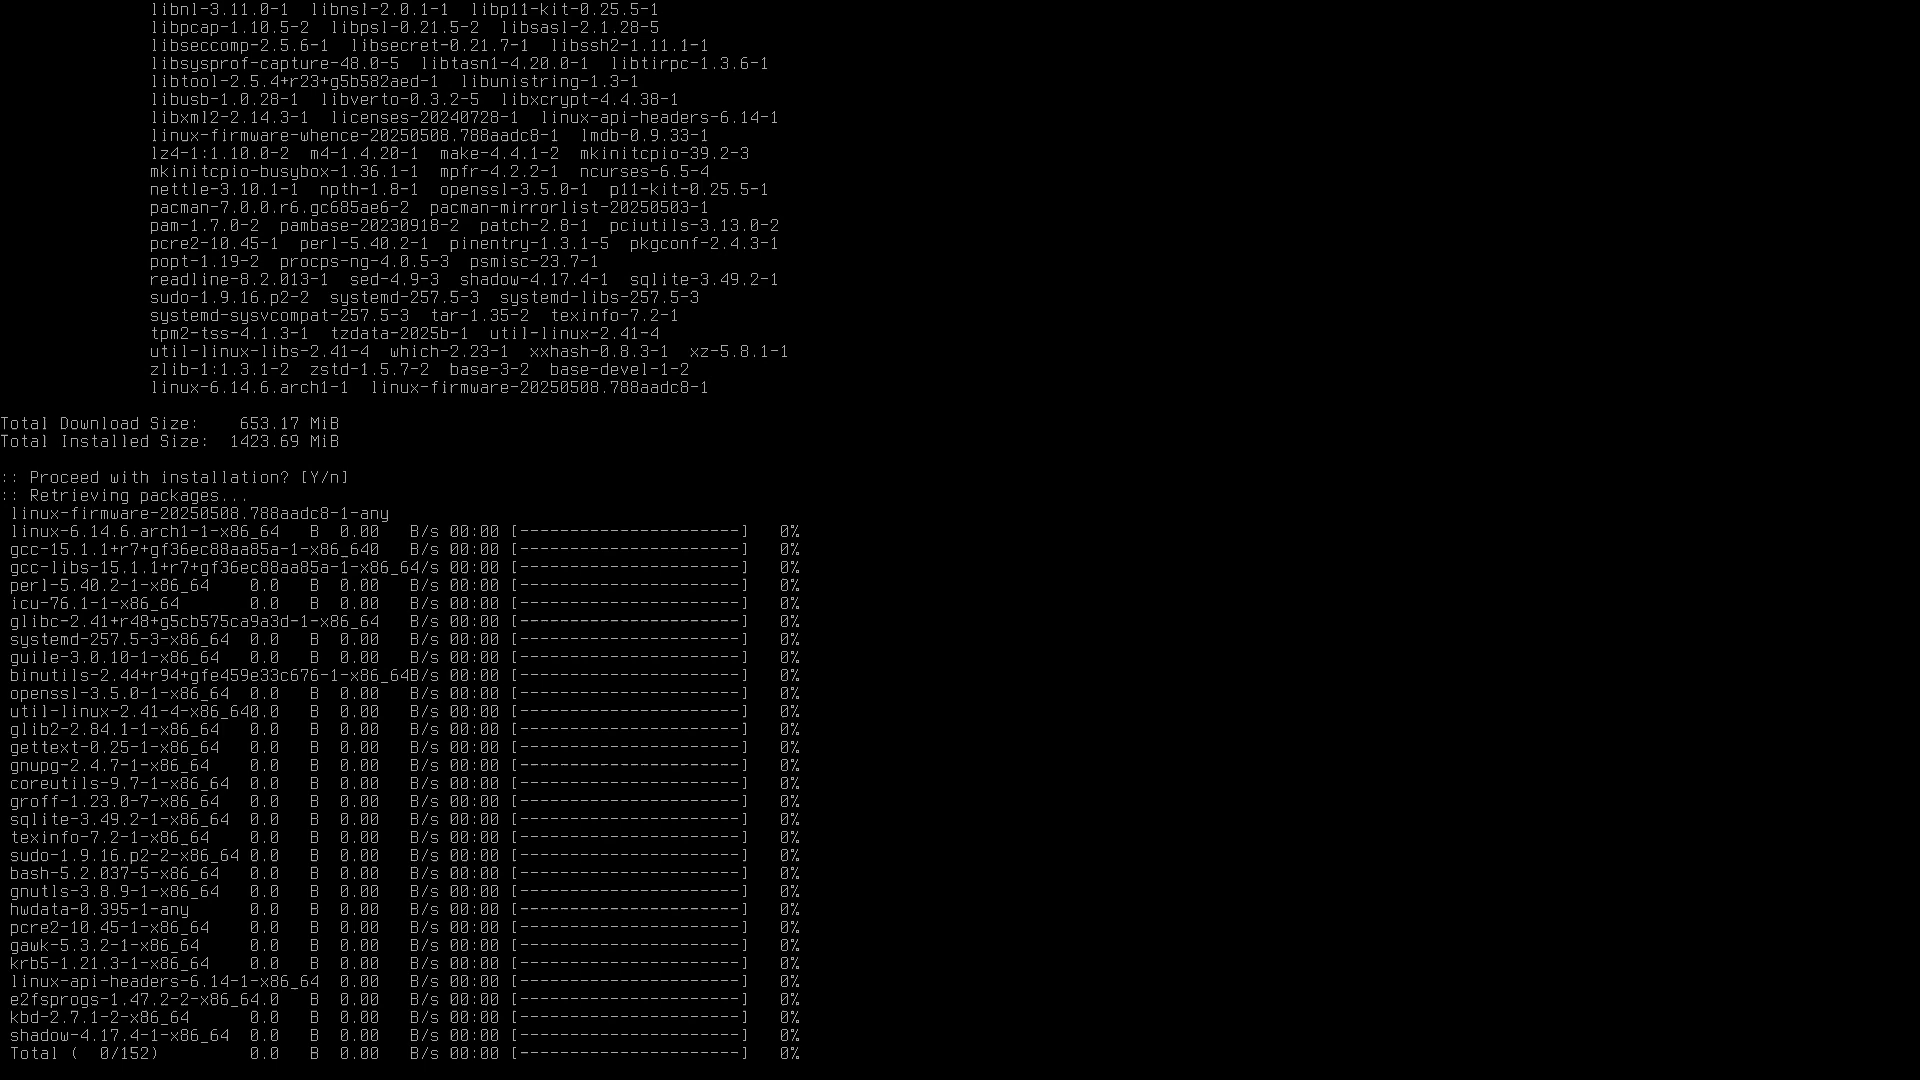 libnl-3.11.0-1  libnsl-2.0.1-1  libp11-kit-0.25.5-1
libpcap-1.10.5-2  libpsl-0.21.5-2  libsasl-2.1.28-5
libseccomp-2.5.6-1  libsecret-0.21.7-1  libssh2-1.11.1-1
libsysprof-capture-48.0-5  libtasn1-4.20.0-1  libtirpc-1.3.6-1
libtool-2.5.4+r23+g5b582aed-1  libunistring-1.3-1
libusb-1.0.28-1  libverto-0.3.2-5  libxcrypt-4.4.38-1
libxml2-2.14.3-1  licenses-20240728-1  linux-api-headers-6.14-1
linux-firmware-whence-20250508.788aadc8-1  lmdb-0.9.33-1
lz4-1:1.10.0-2  m4-1.4.20-1  make-4.4.1-2  mkinitcpio-39.2-3
mkinitcpio-busybox-1.36.1-1  mpfr-4.2.2-1  ncurses-6.5-4
nettle-3.10.1-1  npth-1.8-1  openssl-3.5.0-1  p11-kit-0.25.5-1
pacman-7.0.0.r6.gc685ae6-2  pacman-mirrorlist-20250503-1
pam-1.7.0-2  pambase-20230918-2  patch-2.8-1  pciutils-3.13.0-2
pcre2-10.45-1  perl-5.40.2-1  pinentry-1.3.1-5  pkgconf-2.4.3-1
popt-1.19-2  procps-ng-4.0.5-3  psmisc-23.7-1
readline-8.2.013-1  sed-4.9-3  shadow-4.17.4-1  sqlite-3.49.2-1
sudo-1.9.16.p2-2  systemd-257.5-3  systemd-libs-257.5-3
systemd-sysvcompat-257.5-3  tar-1.35-2  texinfo-7.2-1
tpm2-tss-4.1.3-1  tzdata-2025b-1  util-linux-2.41-4
util-linux-libs-2.41-4  which-2.23-1  xxhash-0.8.3-1  xz-5.8.1-1
zlib-1:1.3.1-2  zstd-1.5.7-2  base-3-2  base-devel-1-2
linux-6.14.6.arch1-1  linux-firmware-20250508.788aadc8-1
Total Download Size:    653.17 MiB
Total Installed Size:  1423.69 MiB
:: Proceed with installation? [Y/n]
:: Retrieving packages...
linux-firmware-20250508.788aadc8-1-any
linux-6.14.6.arch1-1-x86_64   B  0.00   B/s 00:00 [----------------------]   0%
gcc-15.1.1+r7+gf36ec88aa85a-1-x86_640   B/s 00:00 [----------------------]   0%
gcc-libs-15.1.1+r7+gf36ec88aa85a-1-x86_64/s 00:00 [----------------------]   0%
perl-5.40.2-1-x86_64    0.0   B  0.00   B/s 00:00 [----------------------]   0%
icu-76.1-1-x86_64       0.0   B  0.00   B/s 00:00 [----------------------]   0%
glibc-2.41+r48+g5cb575ca9a3d-1-x86_64   B/s 00:00 [----------------------]   0%
systemd-257.5-3-x86_64  0.0   B  0.00   B/s 00:00 [----------------------]   0%
guile-3.0.10-1-x86_64   0.0   B  0.00   B/s 00:00 [----------------------]   0%
binutils-2.44+r94+gfe459e33c676-1-x86_64B/s 00:00 [----------------------]   0%
openssl-3.5.0-1-x86_64  0.0   B  0.00   B/s 00:00 [----------------------]   0%
util-linux-2.41-4-x86_640.0   B  0.00   B/s 00:00 [----------------------]   0%
glib2-2.84.1-1-x86_64   0.0   B  0.00   B/s 00:00 [----------------------]   0%
gettext-0.25-1-x86_64   0.0   B  0.00   B/s 00:00 [----------------------]   0%
gnupg-2.4.7-1-x86_64    0.0   B  0.00   B/s 00:00 [----------------------]   0%
coreutils-9.7-1-x86_64  0.0   B  0.00   B/s 00:00 [----------------------]   0%
groff-1.23.0-7-x86_64   0.0   B  0.00   B/s 00:00 [----------------------]   0%
sqlite-3.49.2-1-x86_64  0.0   B  0.00   B/s 00:00 [----------------------]   0%
texinfo-7.2-1-x86_64    0.0   B  0.00   B/s 00:00 [----------------------]   0%
sudo-1.9.16.p2-2-x86_64 0.0   B  0.00   B/s 00:00 [----------------------]   0%
bash-5.2.037-5-x86_64   0.0   B  0.00   B/s 00:00 [----------------------]   0%
gnutls-3.8.9-1-x86_64   0.0   B  0.00   B/s 00:00 [----------------------]   0%
hwdata-0.395-1-any      0.0   B  0.00   B/s 00:00 [----------------------]   0%
pcre2-10.45-1-x86_64    0.0   B  0.00   B/s 00:00 [----------------------]   0%
gawk-5.3.2-1-x86_64     0.0   B  0.00   B/s 00:00 [----------------------]   0%
krb5-1.21.3-1-x86_64    0.0   B  0.00   B/s 00:00 [----------------------]   0%
linux-api-headers-6.14-1-x86_64  0.00   B/s 00:00 [----------------------]   0%
e2fsprogs-1.47.2-2-x86_64.0   B  0.00   B/s 00:00 [----------------------]   0%
kbd-2.7.1-2-x86_64      0.0   B  0.00   B/s 00:00 [----------------------]   0%
shadow-4.17.4-1-x86_64  0.0   B  0.00   B/s 00:00 [----------------------]   0%
Total (  0/152)         0.0   B  0.00   B/s 00:00 [----------------------]   0%